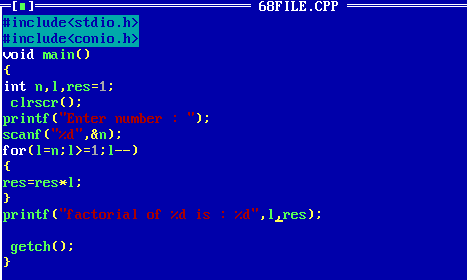 [■] 68FILE.CPP
#include<stdio.h>
#include<conio.h>
void main()
{
int n,l,res=1;
 clrscr();
printf("Enter number : ");
scanf("%d",&n);
for(l=n;l>=1;l--)
{
res=res*l;
}
printf("factorial of %d is : %d",l,res);

 getch();
}